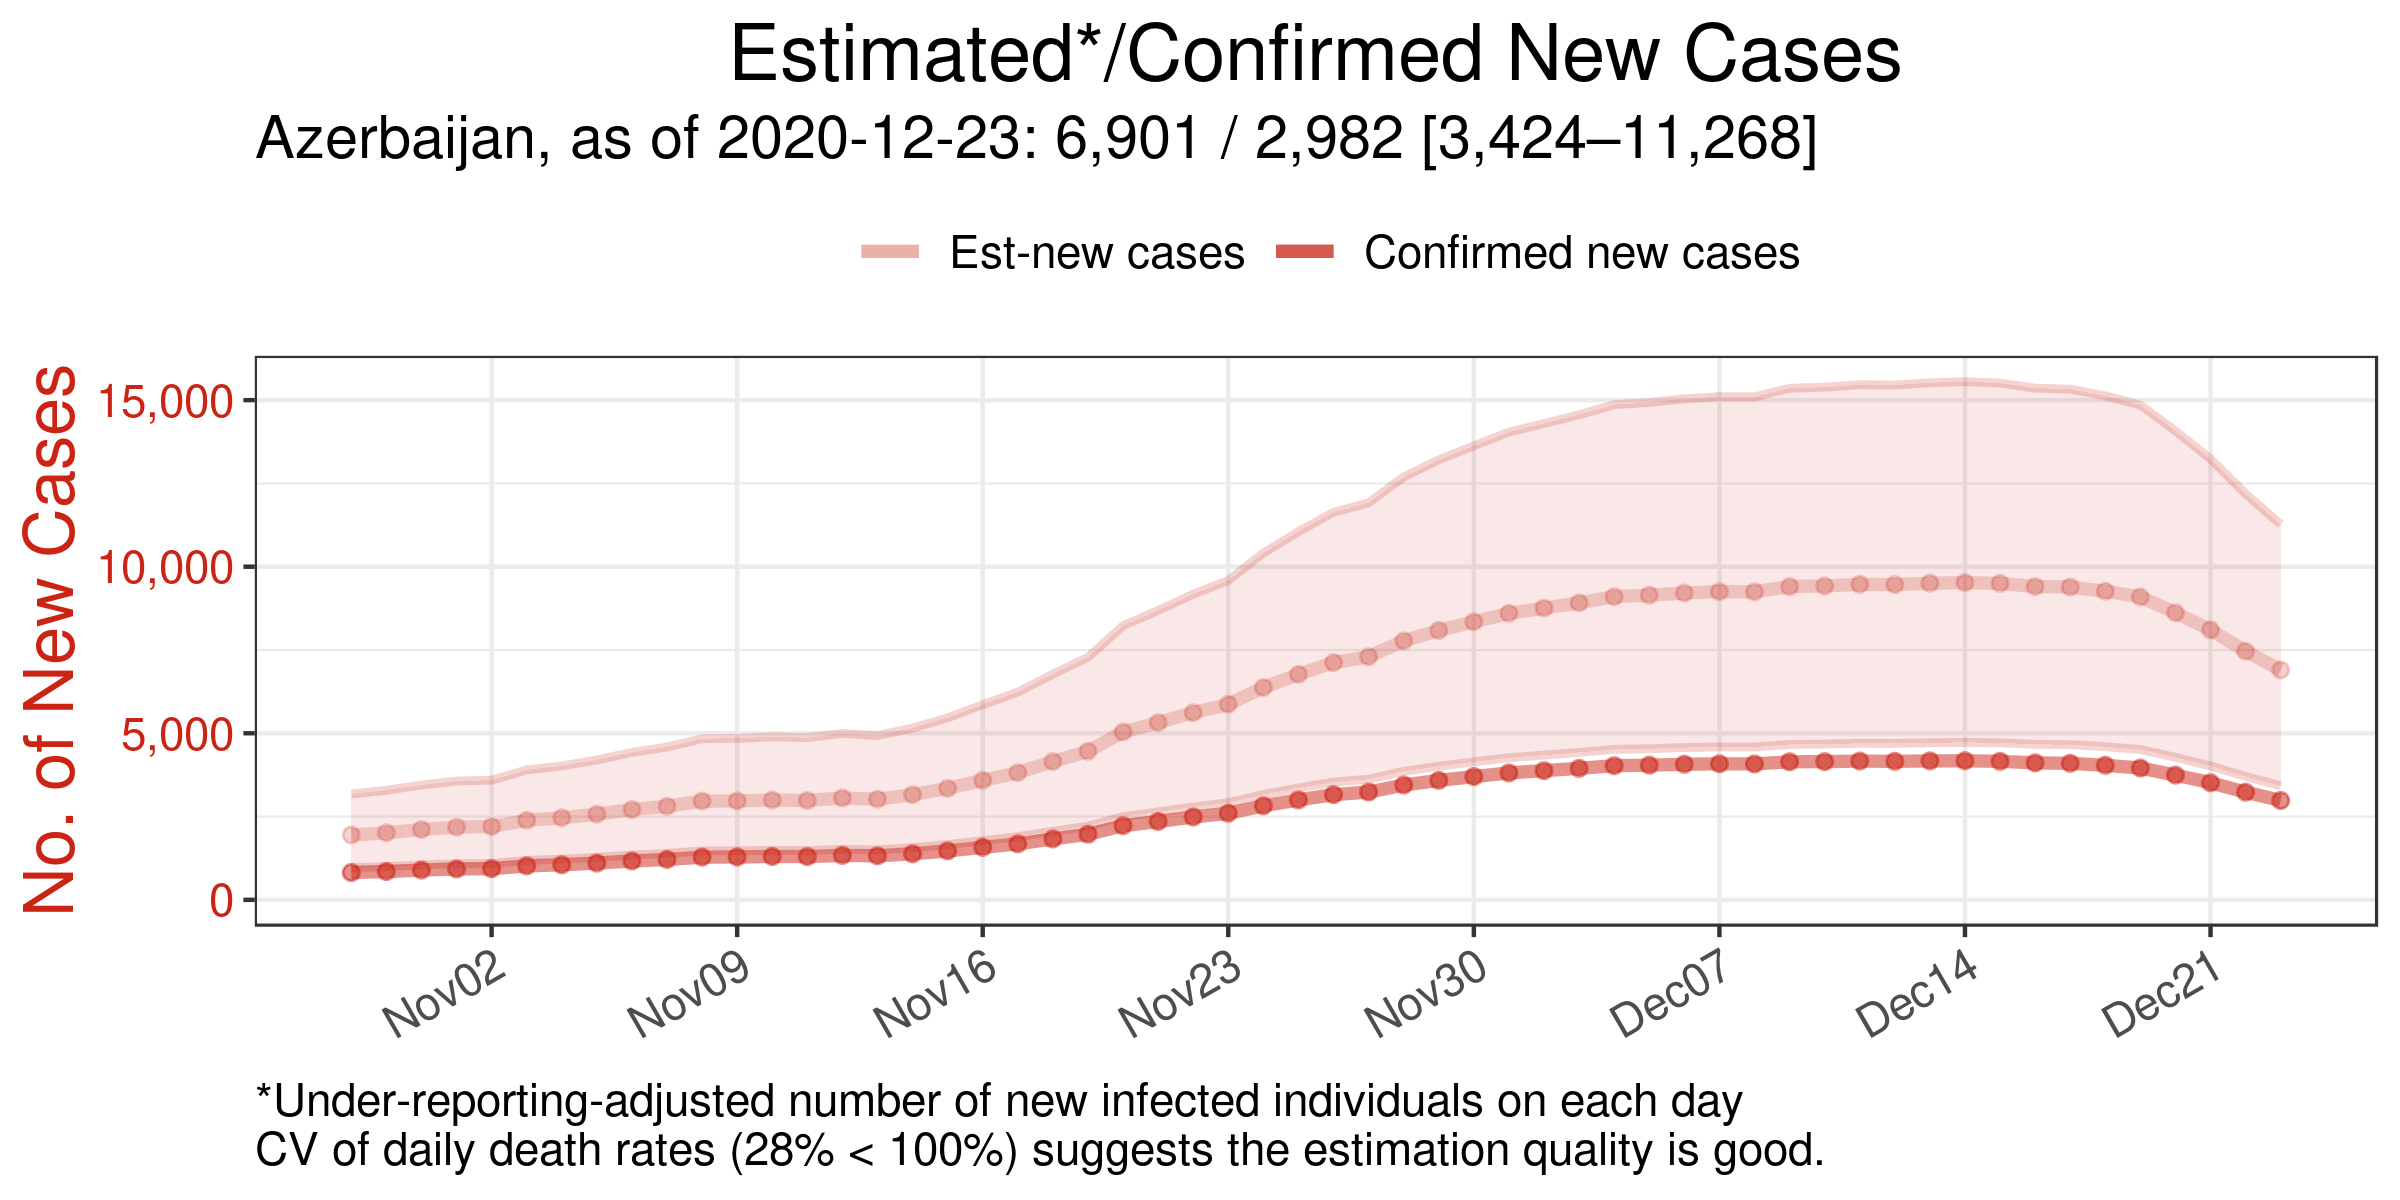 Estimated*/Confirmed New Cases
Azerbaijan, as of 2020-12-23: 6,901 / 2,982 [3,424–11,268]
Est-new cases
Confirmed new cases
No. of New Cases
15,000
10,000
5,000
0
Nov02
Nov09
Nov16
Nov23
Nov30
Dec07
Dec14
Dec21
*Under-reporting-adjusted number of new infected individuals on each day
CV of daily death rates (28% < 100%) suggests the estimation quality is good.